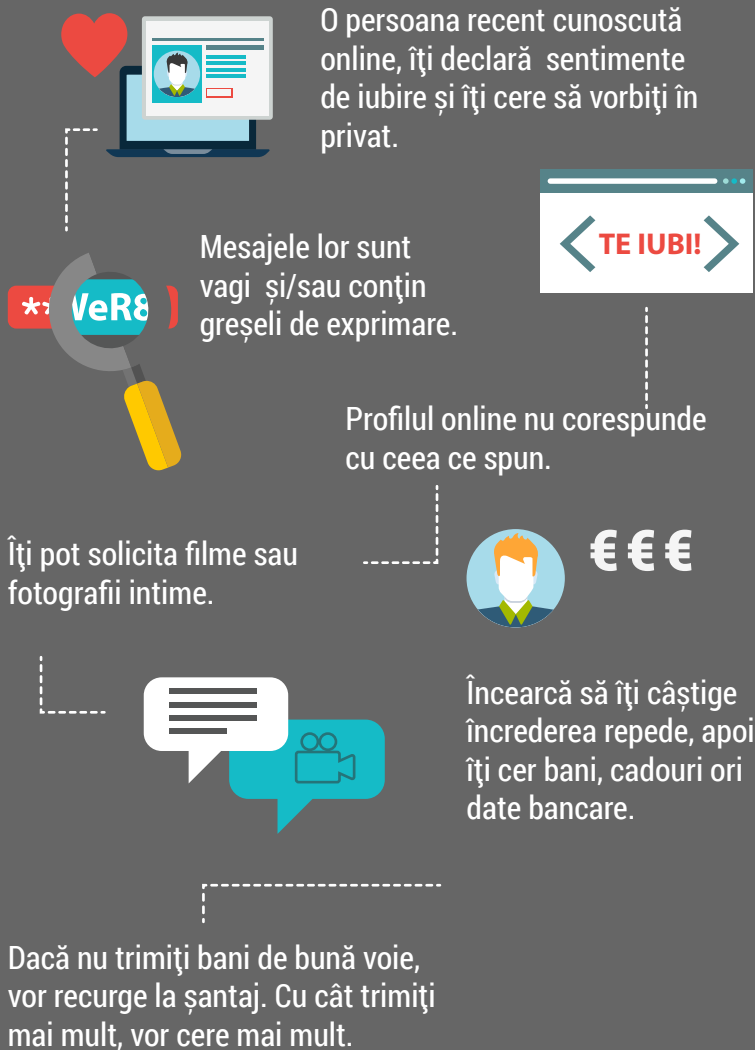 O persoana recent cunoscută
online, îţi declară sentimente
de iubire și îţi cere să vorbiţi în
privat.
TE IUBI!
Mesajele lor sunt
vagi și/sau conţin
greșeli de exprimare.
** VeR8
Profilul online nu corespunde
cu ceea ce spun.
Îţi pot solicita filme sau
fotografii intime.
€ € €
Încearcă să îţi câștige
încrederea repede, apoi
îţi cer bani, cadouri ori
date bancare.
Dacă nu trimiţi bani de bună voie,
vor recurge la șantaj. Cu cât trimiţi
mai mult, vor cere mai mult.